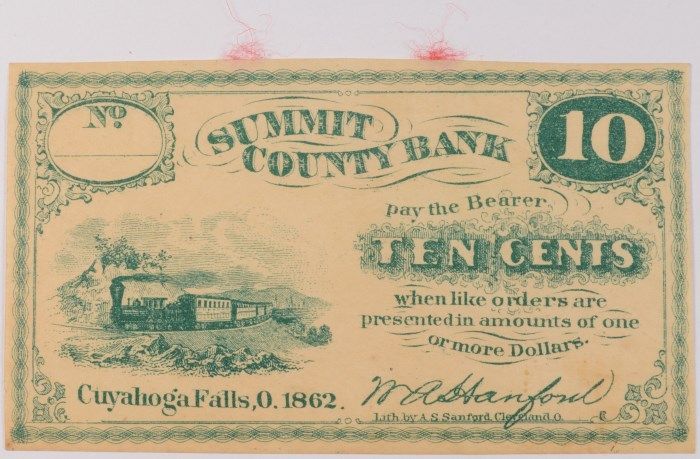 No
SUMMIT
COUNTY BANK
10
pay the Bearer,
TEN CENTS
when like orders are
presented in amounts of one
or more Dollars.
Cuyahoga Falls, O. 1862.
W A Hanford
Lith by A.S. Sanford, Cleveland. O.